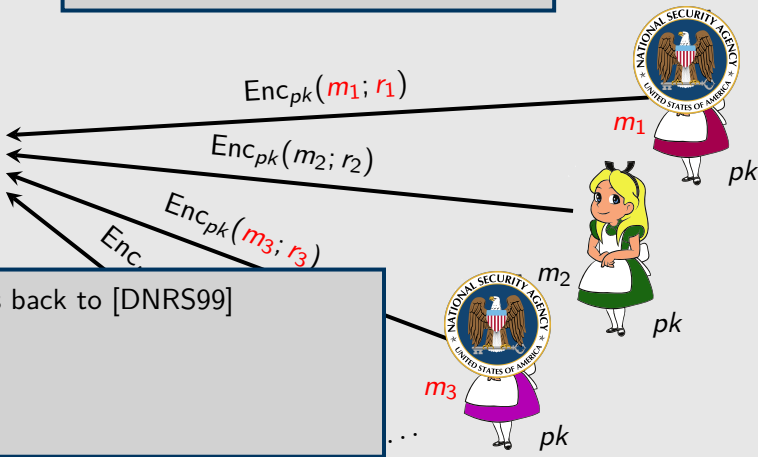 NATIONAL SECURITY AGENCY
UNITED STATES OF AMERICA
Enc_pk(m_1; r_1)
m_1
pk
Enc_pk(m_2; r_2)
Enc_pk(m_3; r_3)
Enc
m_2
pk
back to [DNRS99]
NATIONAL SECURITY AGENCY
UNITED STATES OF AMERICA
m_3
pk
...